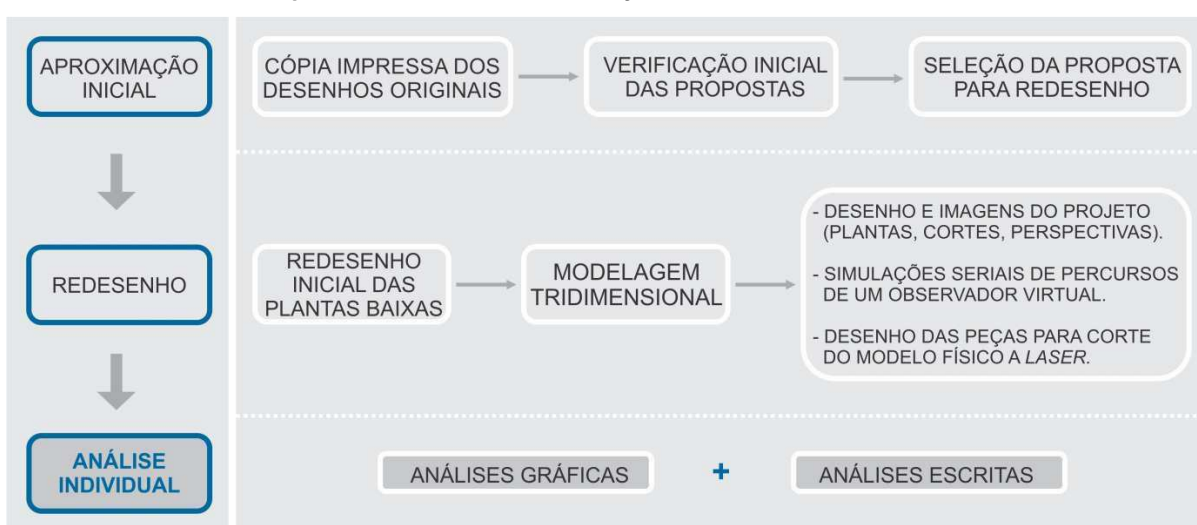 APROXIMAÇÃO
INICIAL
CÓPIA IMPRESSA DOS
DESENHOS ORIGINAIS
VERIFICAÇÃO INICIAL
DAS PROPOSTAS
SELEÇÃO DA PROPOSTA
PARA REDESENHO
REDESENHO
REDESENHO
INICIAL DAS
PLANTAS BAIXAS
MODELAGEM
TRIDIMENSIONAL
- DESENHO E IMAGENS DO PROJETO
(PLANTAS, CORTES, PERSPECTIVAS).
- SIMULAÇÕES SERIAIS DE PERCURSOS
DE UM OBSERVADOR VIRTUAL.
- DESENHO DAS PEÇAS PARA CORTE
DO MODELO FÍSICO A LASER.
ANÁLISE
INDIVIDUAL
ANÁLISES GRÁFICAS
+
ANÁLISES ESCRITAS